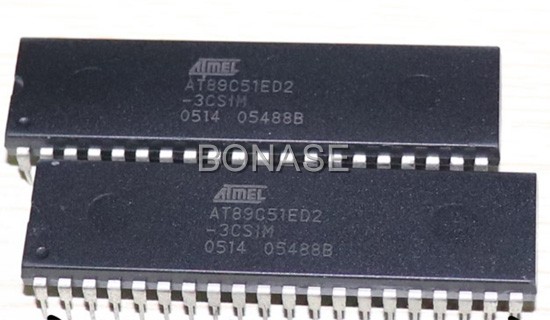 ATMEL
AT89C51ED2
-3CSIM
0514 05488B
BONASE
ATMEL
AT89C51ED2
-3CSIM
0514 05488B